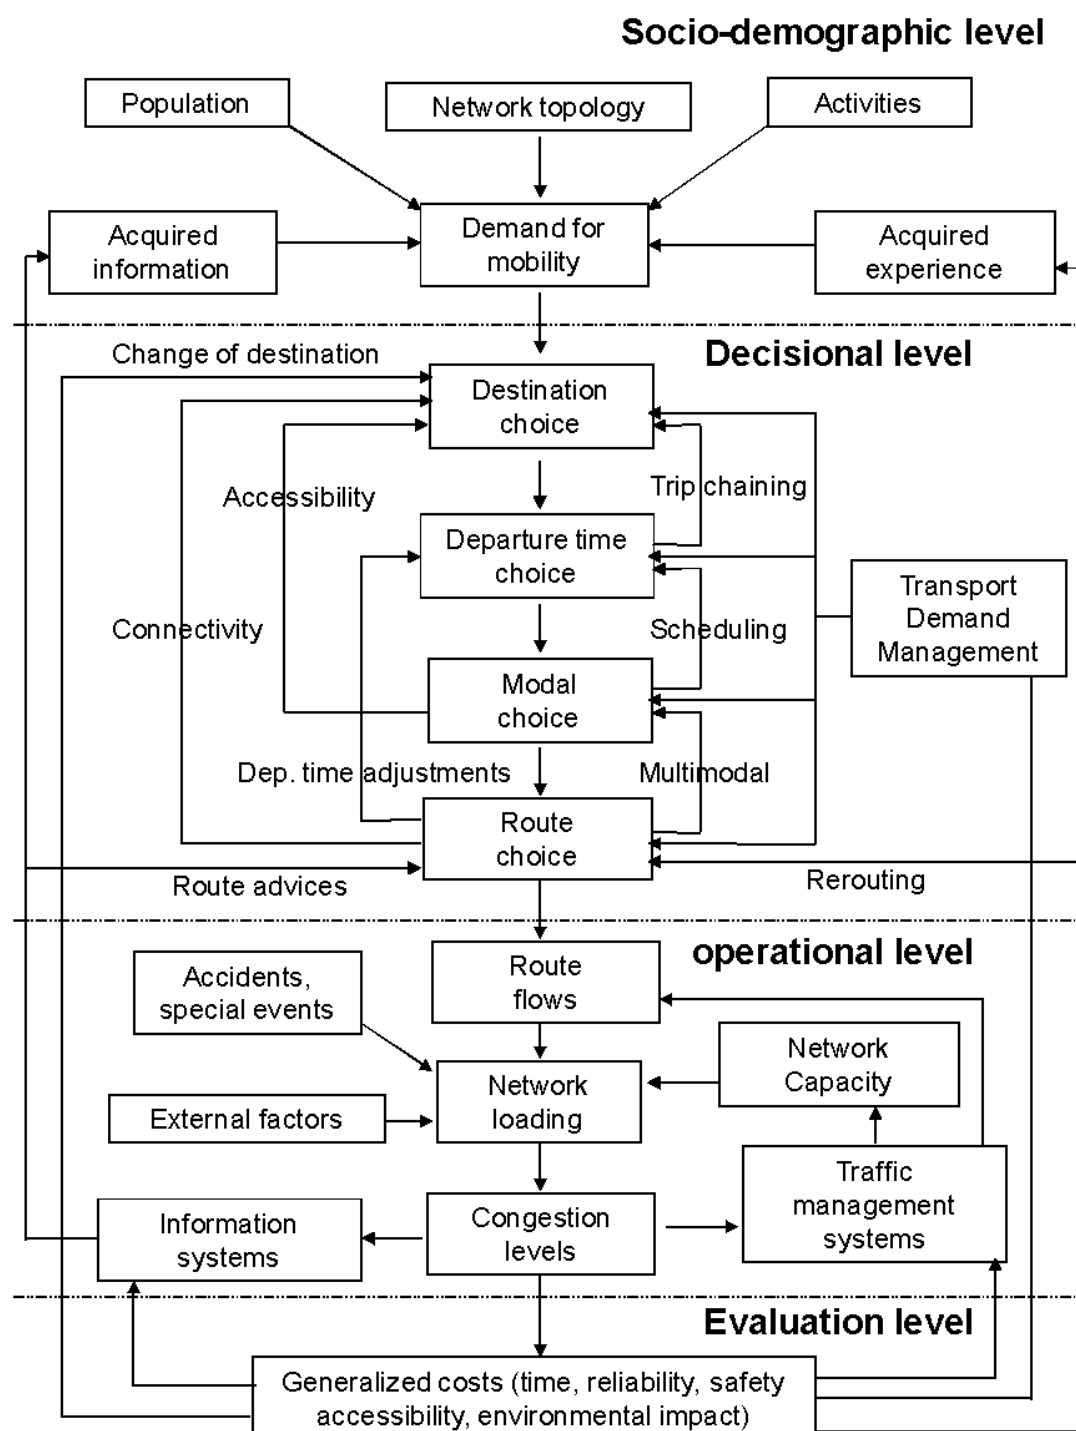 Socio-demographic level
Population
Network topology
Activities
Acquired
information
Demand for
mobility
Acquired
experience
Change of destination
Decisional level
Destination
choice
Accessibility
Trip chaining
Departure time
choice
Transport
Demand
Management
Connectivity
Scheduling
Modal
choice
Dep. time adjustments
Multimodal
Route
choice
Route advices
Rerouting
operational level
Accidents,
special events
Route
flows
Network
Capacity
Network
loading
External factors
Traffic
management
systems
Information
systems
Congestion
levels
Evaluation level
Generalized costs (time, reliability, safety
accessibility, environmental impact)